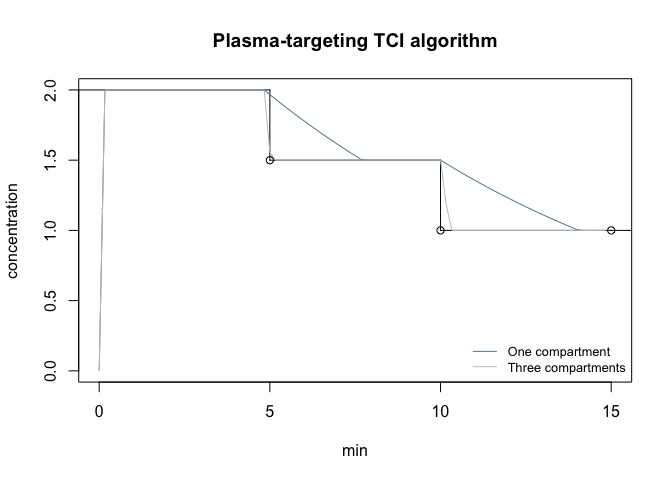 Plasma-targeting TCI algorithm
concentration
2.0
1.5
1.0
0.5
0.0
One compartment
Three compartments
0 5 10 15
min